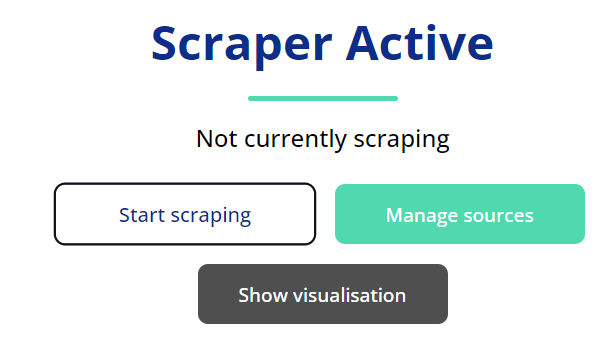 Scraper Active
Not currently scraping
Start scraping
Manage sources
Show visualisation